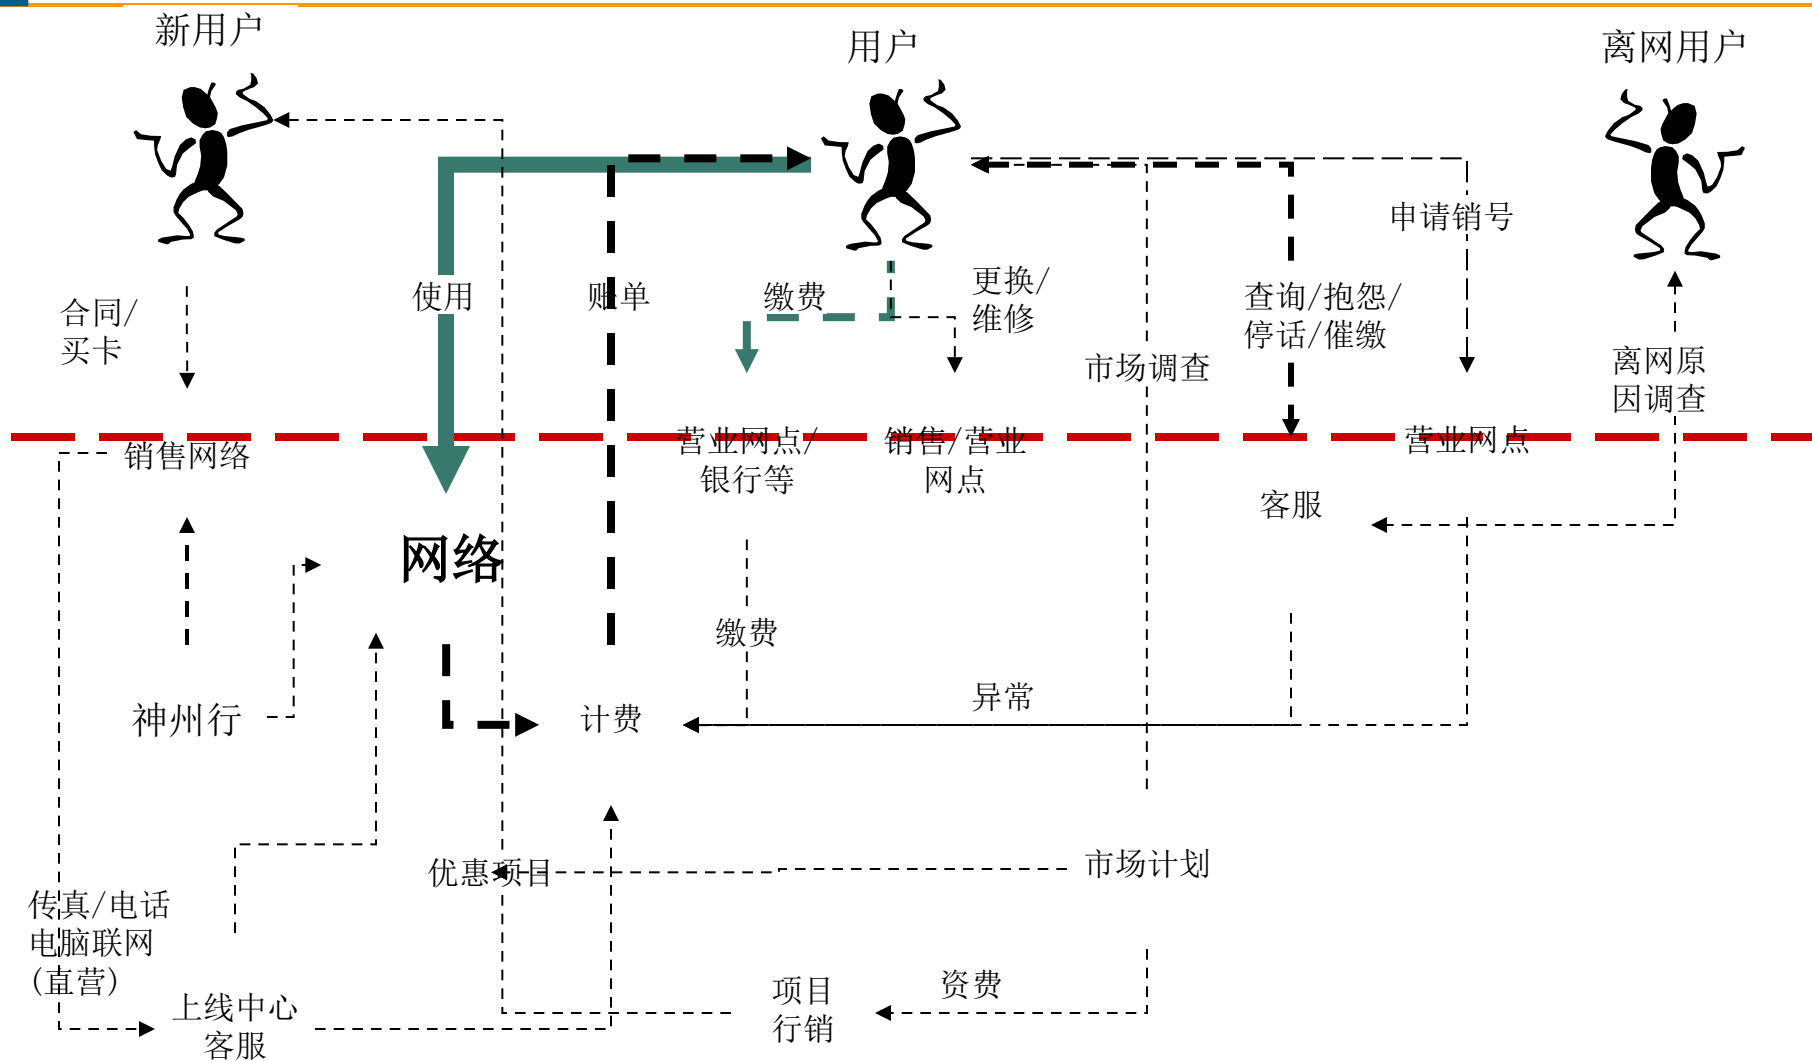 新用户
用户
离网用户
申请销号
合同/
买卡
使用
账单
缴费
更换/
维修
查询/抱怨/
停话/催缴
市场调查
离网原
因调查
销售网络
营业网点/
银行等
销售/营业
网点
营业网点
客服
网络
缴费
异常
神州行
计费
优惠项目
市场计划
传真/电话
电脑联网
(直营)
上线中心
客服
项目
行销
资费